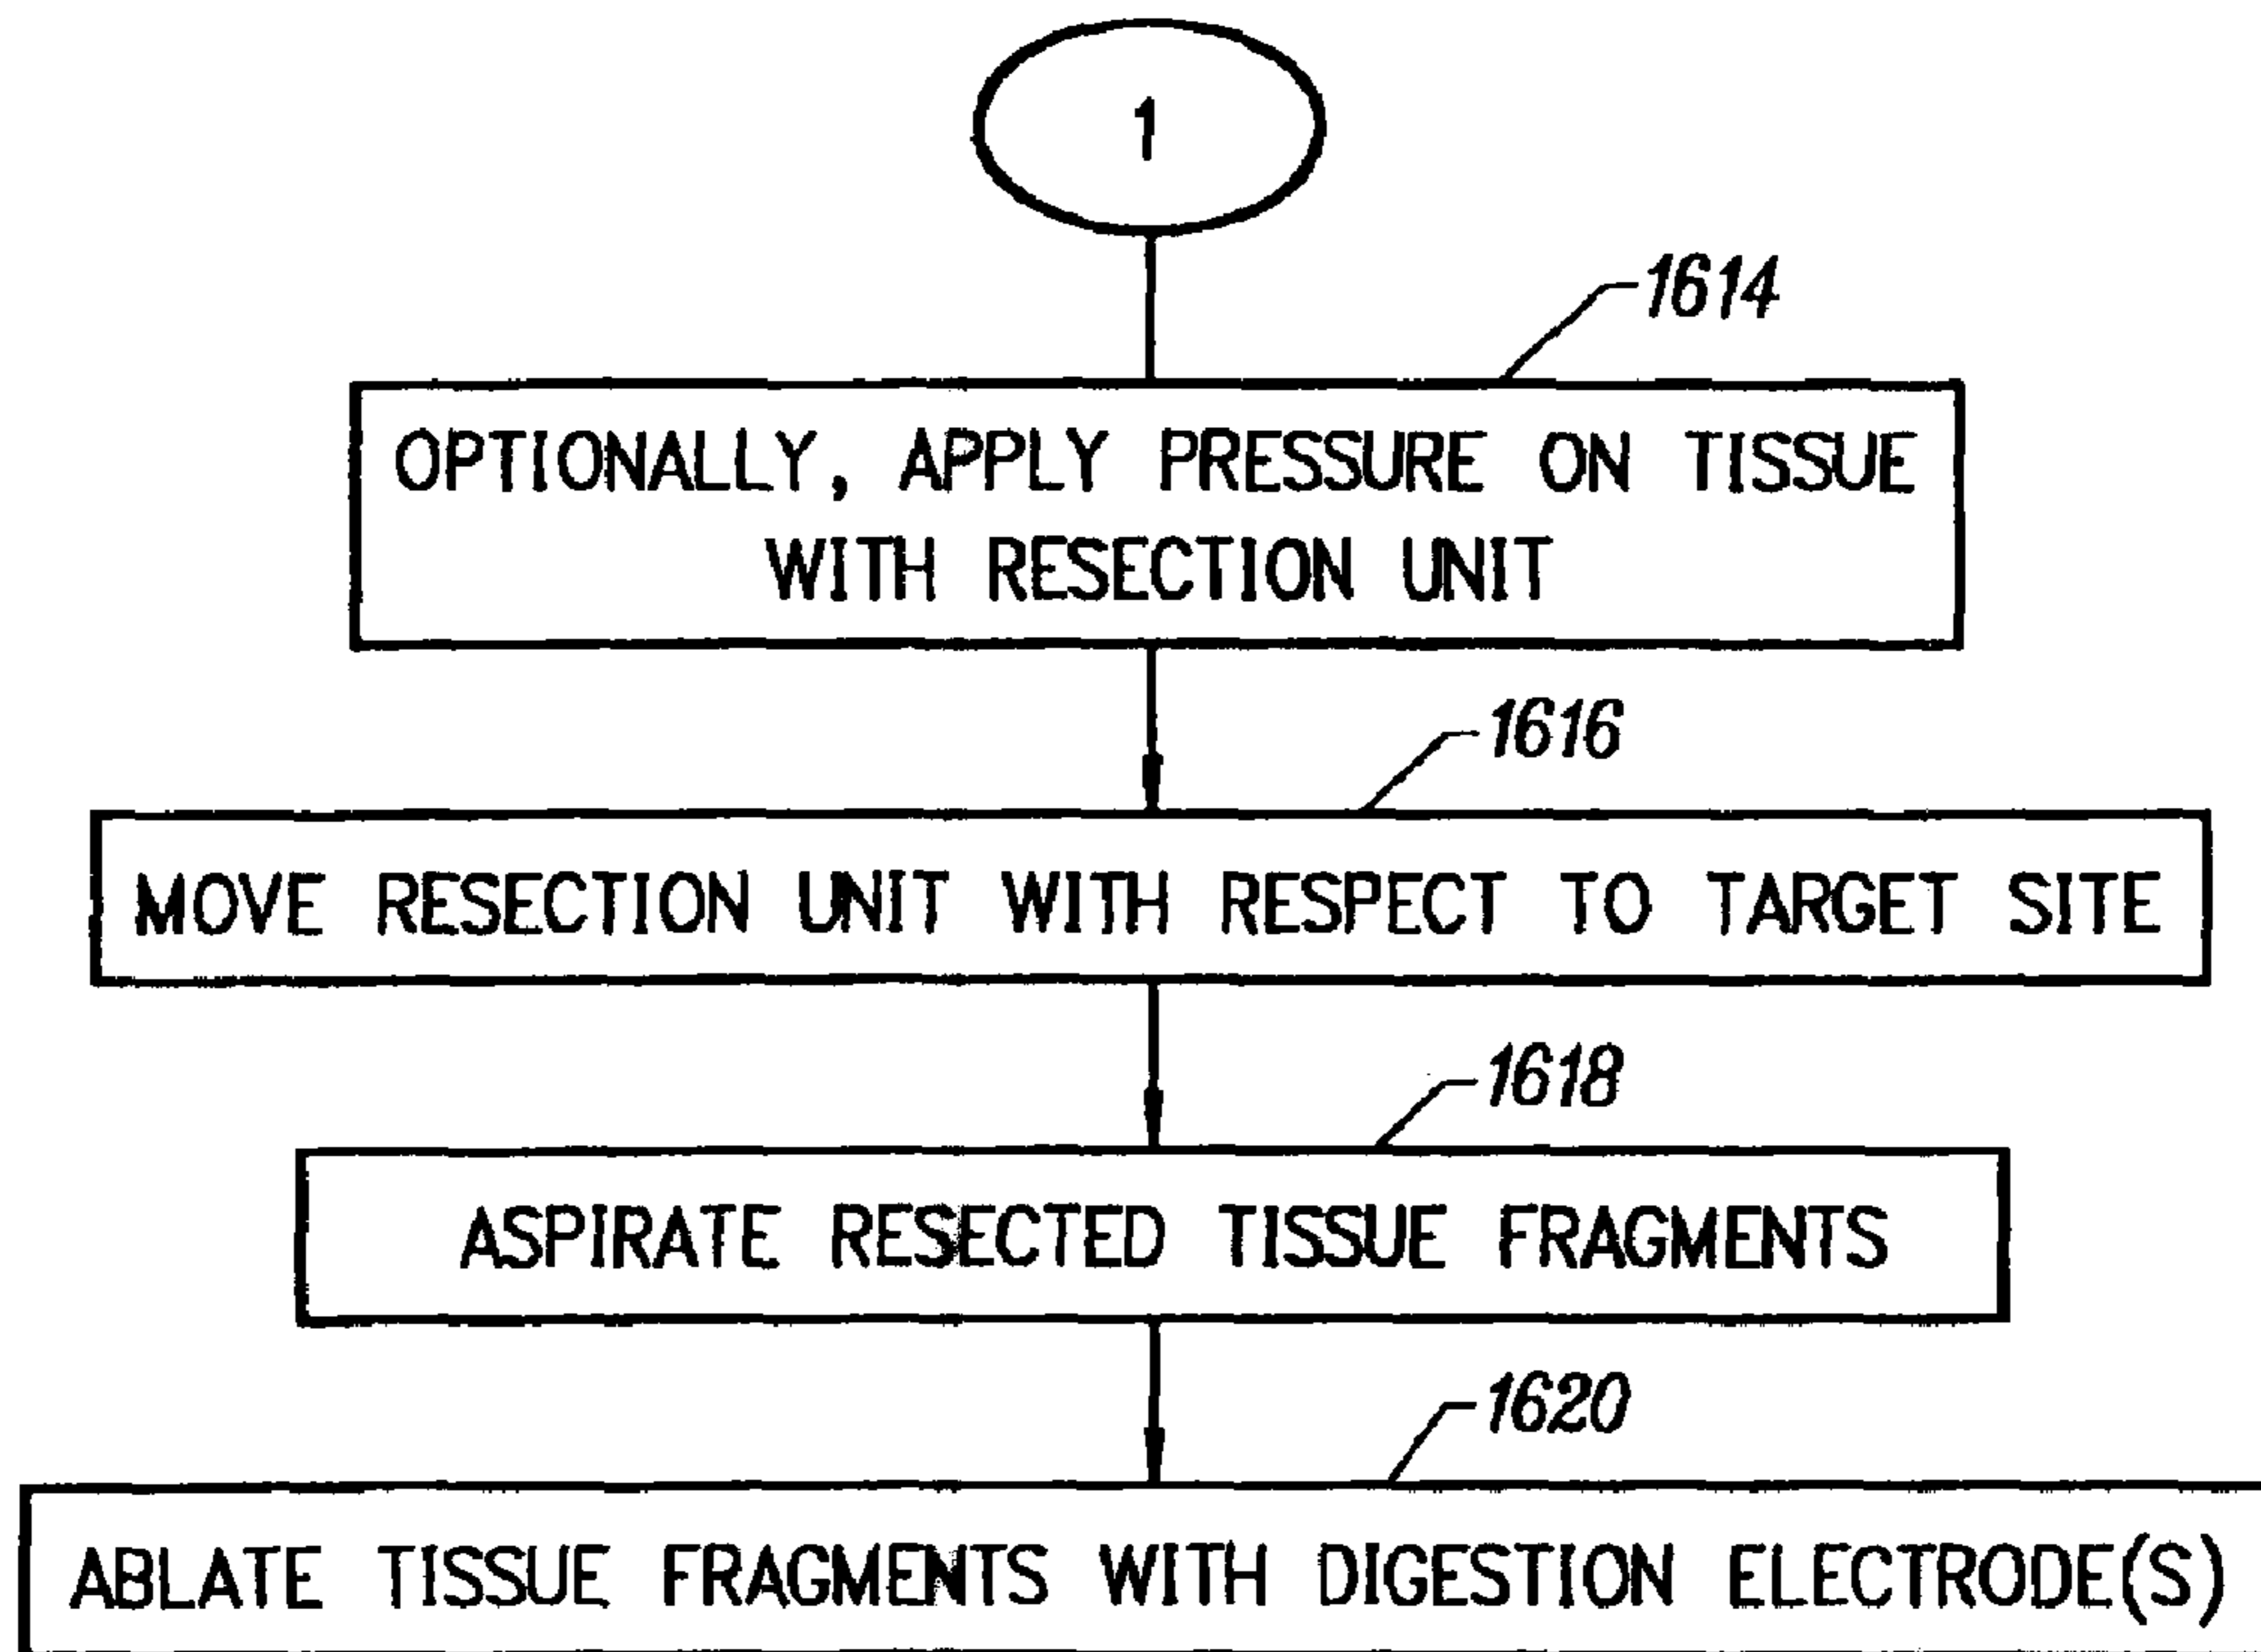 1
1614
OPTIONALLY, APPLY PRESSURE ON TISSUE
WITH RESECTION UNIT
1616
MOVE RESECTION UNIT WITH RESPECT TO TARGET SITE
1618
ASPIRATE RESECTED TISSUE FRAGMENTS
1620
ABLATE TISSUE FRAGMENTS WITH DIGESTION ELECTRODE(S)